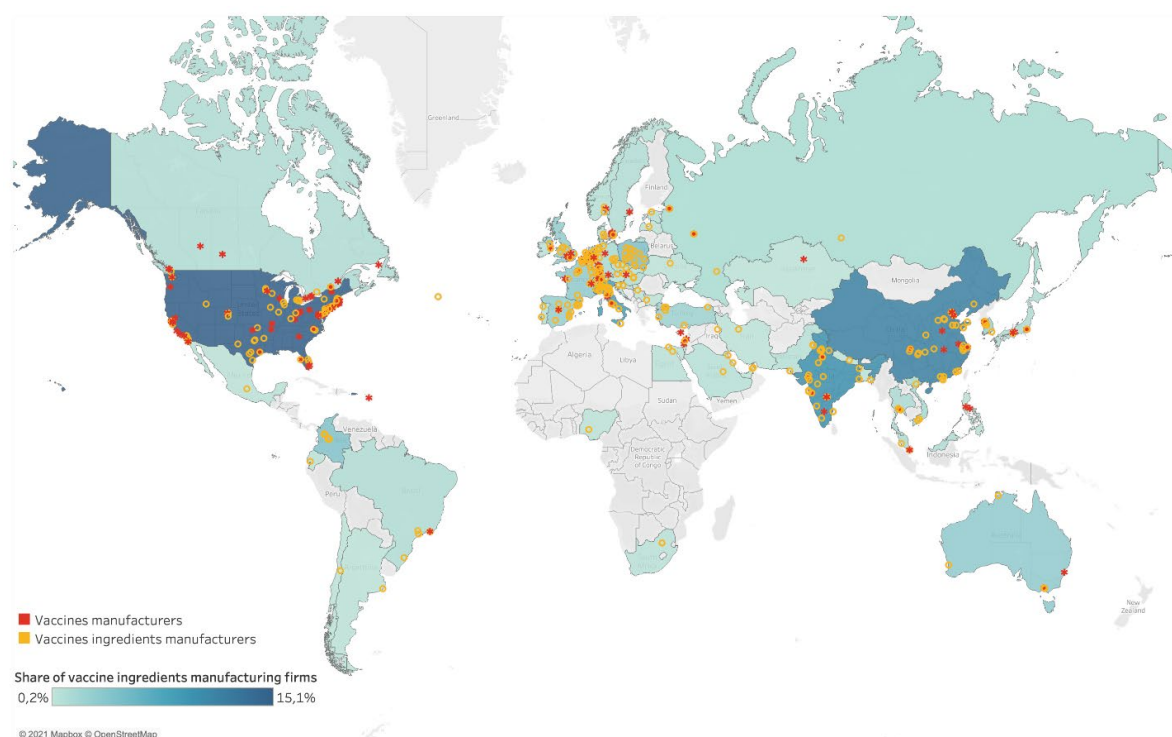 Greenland
Finland
Belarus
Mongolia
Iraq
Algeria
Libya
Sudan
Yemen
Venezuela
Democratic
Republic
of Congo
Indonesia
Peru
New
Zealand
Vaccines manufacturers
Vaccines ingredients manufacturers
Share of vaccine ingredients manufacturing firms
0,2% 15,1%
© 2021 Mapbox © OpenStreetMap